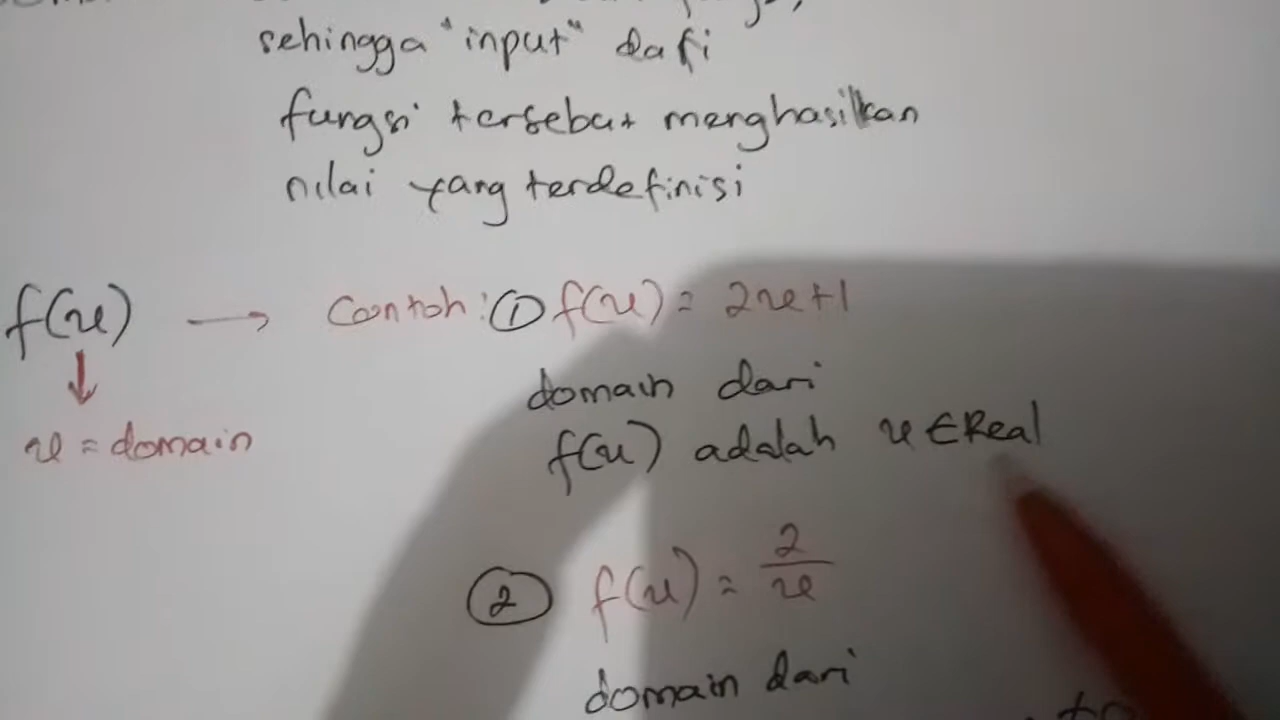 sehingga "input" dari
fungsi tersebut menghasilkan
nilai yang terdefinisi
f(x) → Contoh: ① f(x) = 2x+1
↓
x = domain
domain dari
f(x) adalah x ∈ Real
② f(x) = 2/x
domain dari